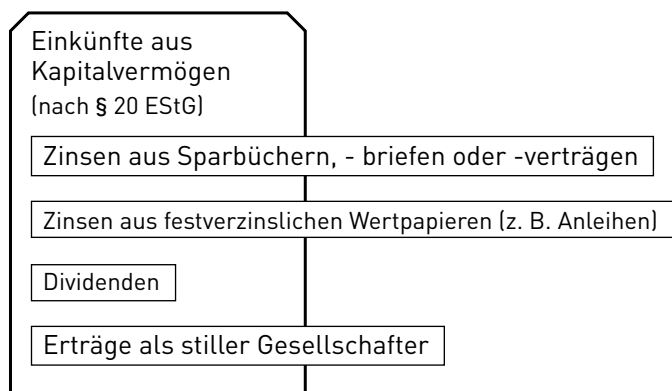 Einkünfte aus
Kapitalvermögen
(nach § 20 EStG)
Zinsen aus Sparbüchern, - briefen oder -verträgen
Zinsen aus festverzinslichen Wertpapieren (z. B. Anleihen)
Dividenden
Erträge als stiller Gesellschafter